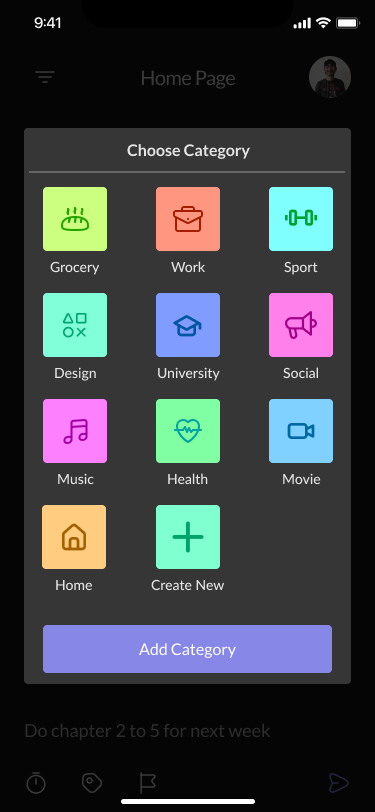 9:41
Home Page
Choose Category
Grocery
Work
Sport
Design
University
Social
Music
Health
Movie
Home
Create New
Add Category
Do chapter 2 to 5 for next week